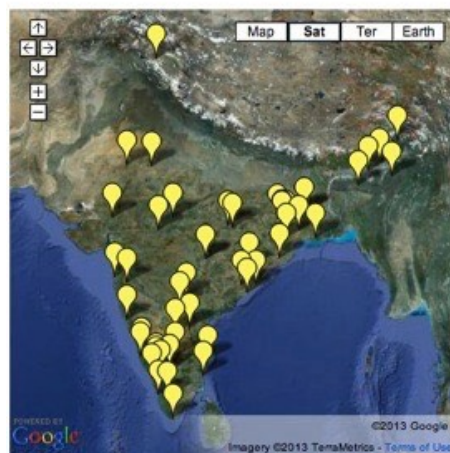 Map Sat Ter Earth
POWERED BY
Google
©2013 Google
Imagery ©2013 TerraMetrics - Terms of Use